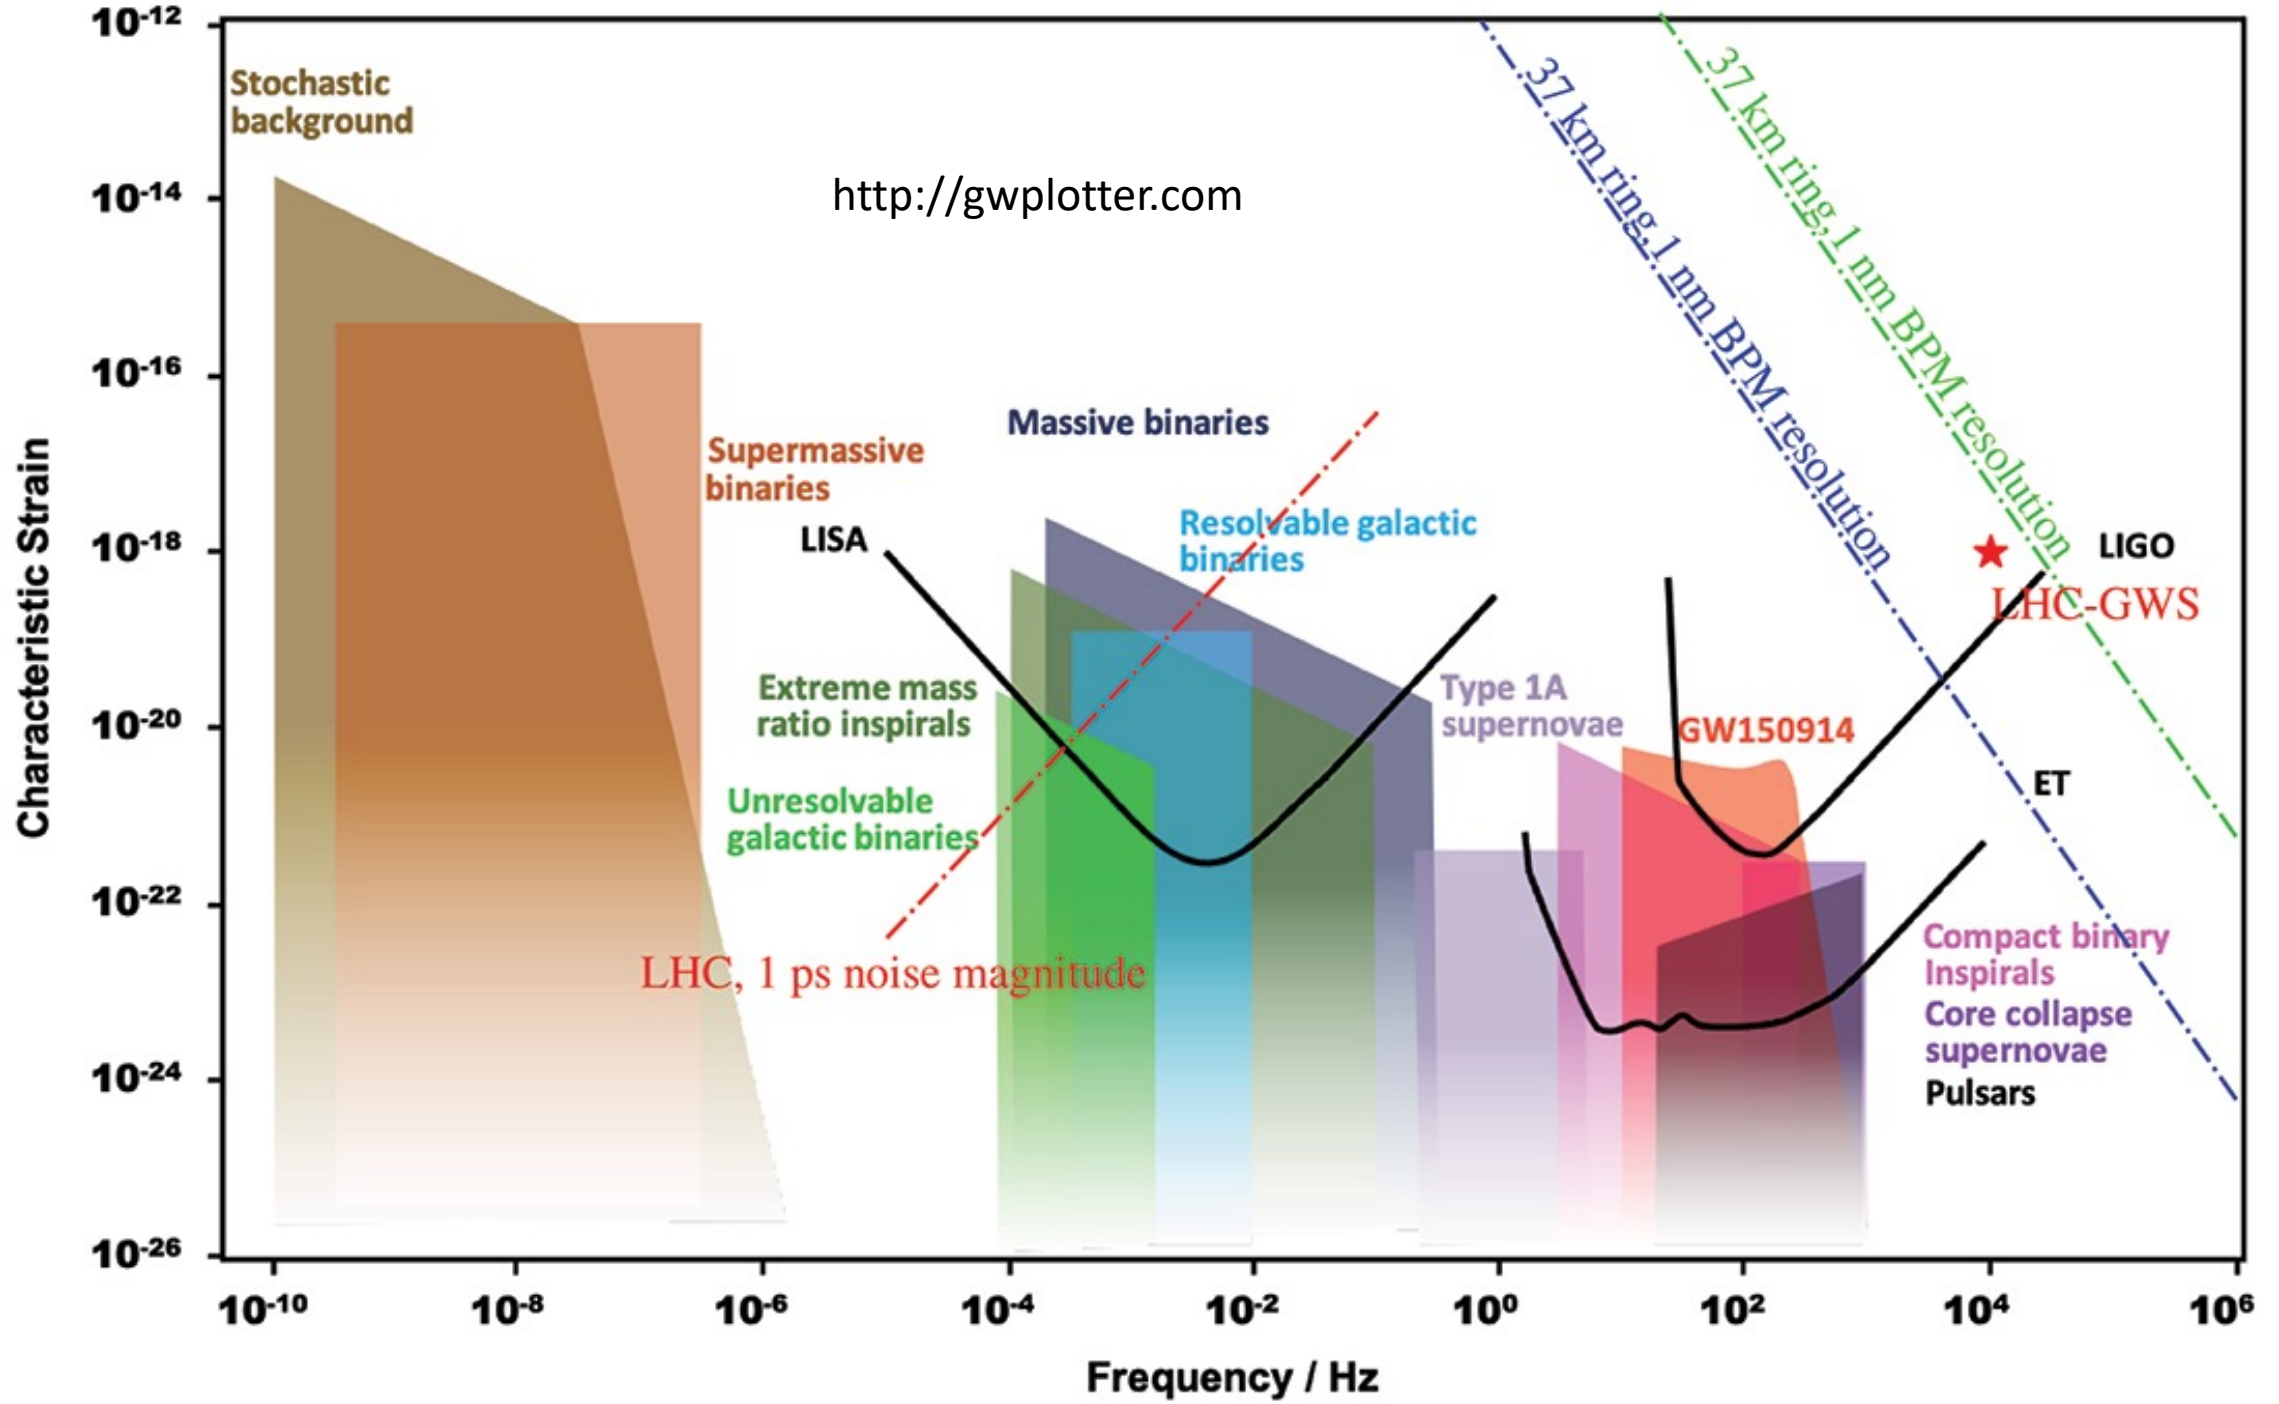 10-12
10-14
10-16
10-18
10-20
10-22
10-24
10-26
Characteristic Strain
Stochastic
background
http://gwplotter.com
37 km ring,1 nm BPM resolution
37 km ring,1 nm BPM resolution
Massive binaries
Supermassive
binaries
LISA
Resolvable galactic
binaries
LIGO
LHC-GWS
Extreme mass
ratio inspirals
Type 1A
supernovae
GW150914
ET
Unresolvable
galactic binaries
LHC, 1 ps noise magnitude
Compact binary
Inspirals
Core collapse
supernovae
Pulsars
10-10
10-8
10-6
10-4
10-2
100
102
104
106
Frequency / Hz